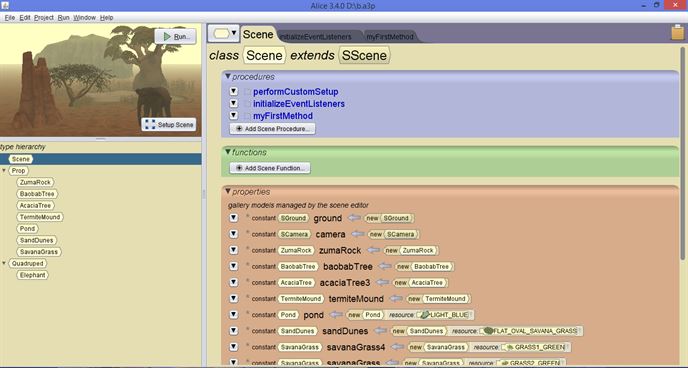 Alice 3.4.0 D:\b.a3p
File Edit Project Run Window Help
Run...
Setup Scene
type hierarchy
Scene
Prop
ZumaRock
BaobabTree
AcaciaTree
TermiteMound
Pond
SandDunes
SavanaGrass
Quadruped
Elephant
Scene initializeEventListeners myFirstMethod
class Scene extends SScene
procedures
performCustomSetup
initializeEventListeners
myFirstMethod
Add Scene Procedure...
functions
Add Scene Function...
properties
gallery models managed by the scene editor
constant SGround ground new SGround
constant SCamera camera new SCamera
constant ZumaRock zumaRock new ZumaRock
constant BaobabTree baobabTree new BaobabTree
constant AcaciaTree acaciaTree3 new AcaciaTree
constant TermiteMound termiteMound new TermiteMound
constant Pond pond new Pond resource: LIGHT_BLUE
constant SandDunes sandDunes new SandDunes resource: FLAT_OVAL_SAVANA_GRASS
constant SavanaGrass savanaGrass4 new SavanaGrass resource: GRASS1_GREEN
constant SavanaGrass savanaGrass new SavanaGrass resource: GRASS2_GREEN